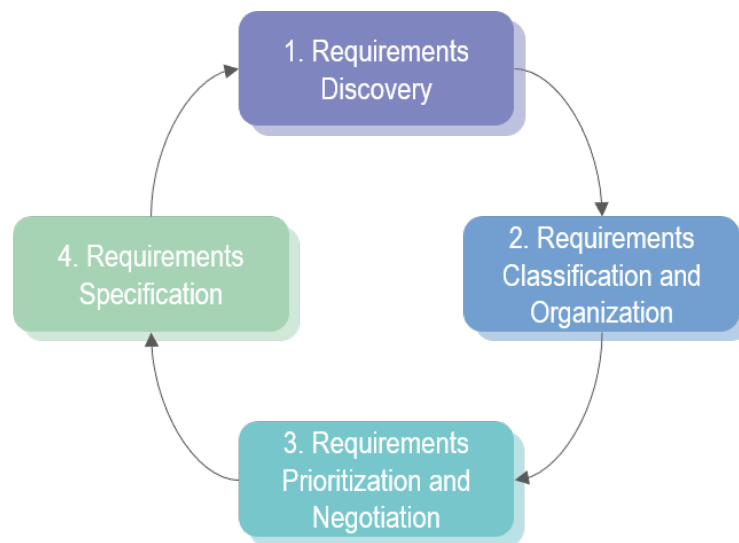 1. Requirements
Discovery
2. Requirements
Classification and
Organization
3. Requirements
Prioritization and
Negotiation
4. Requirements
Specification